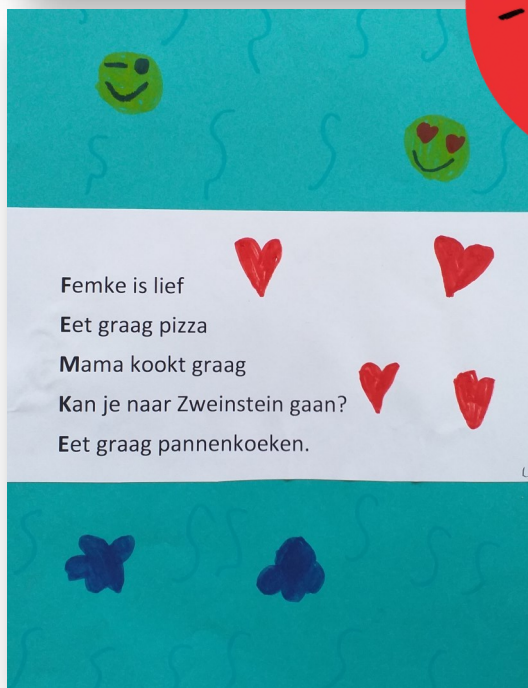 Femke is lief
Eet graag pizza
Mama kookt graag
Kan je naar Zweinstein gaan?
Eet graag pannenkoeken.